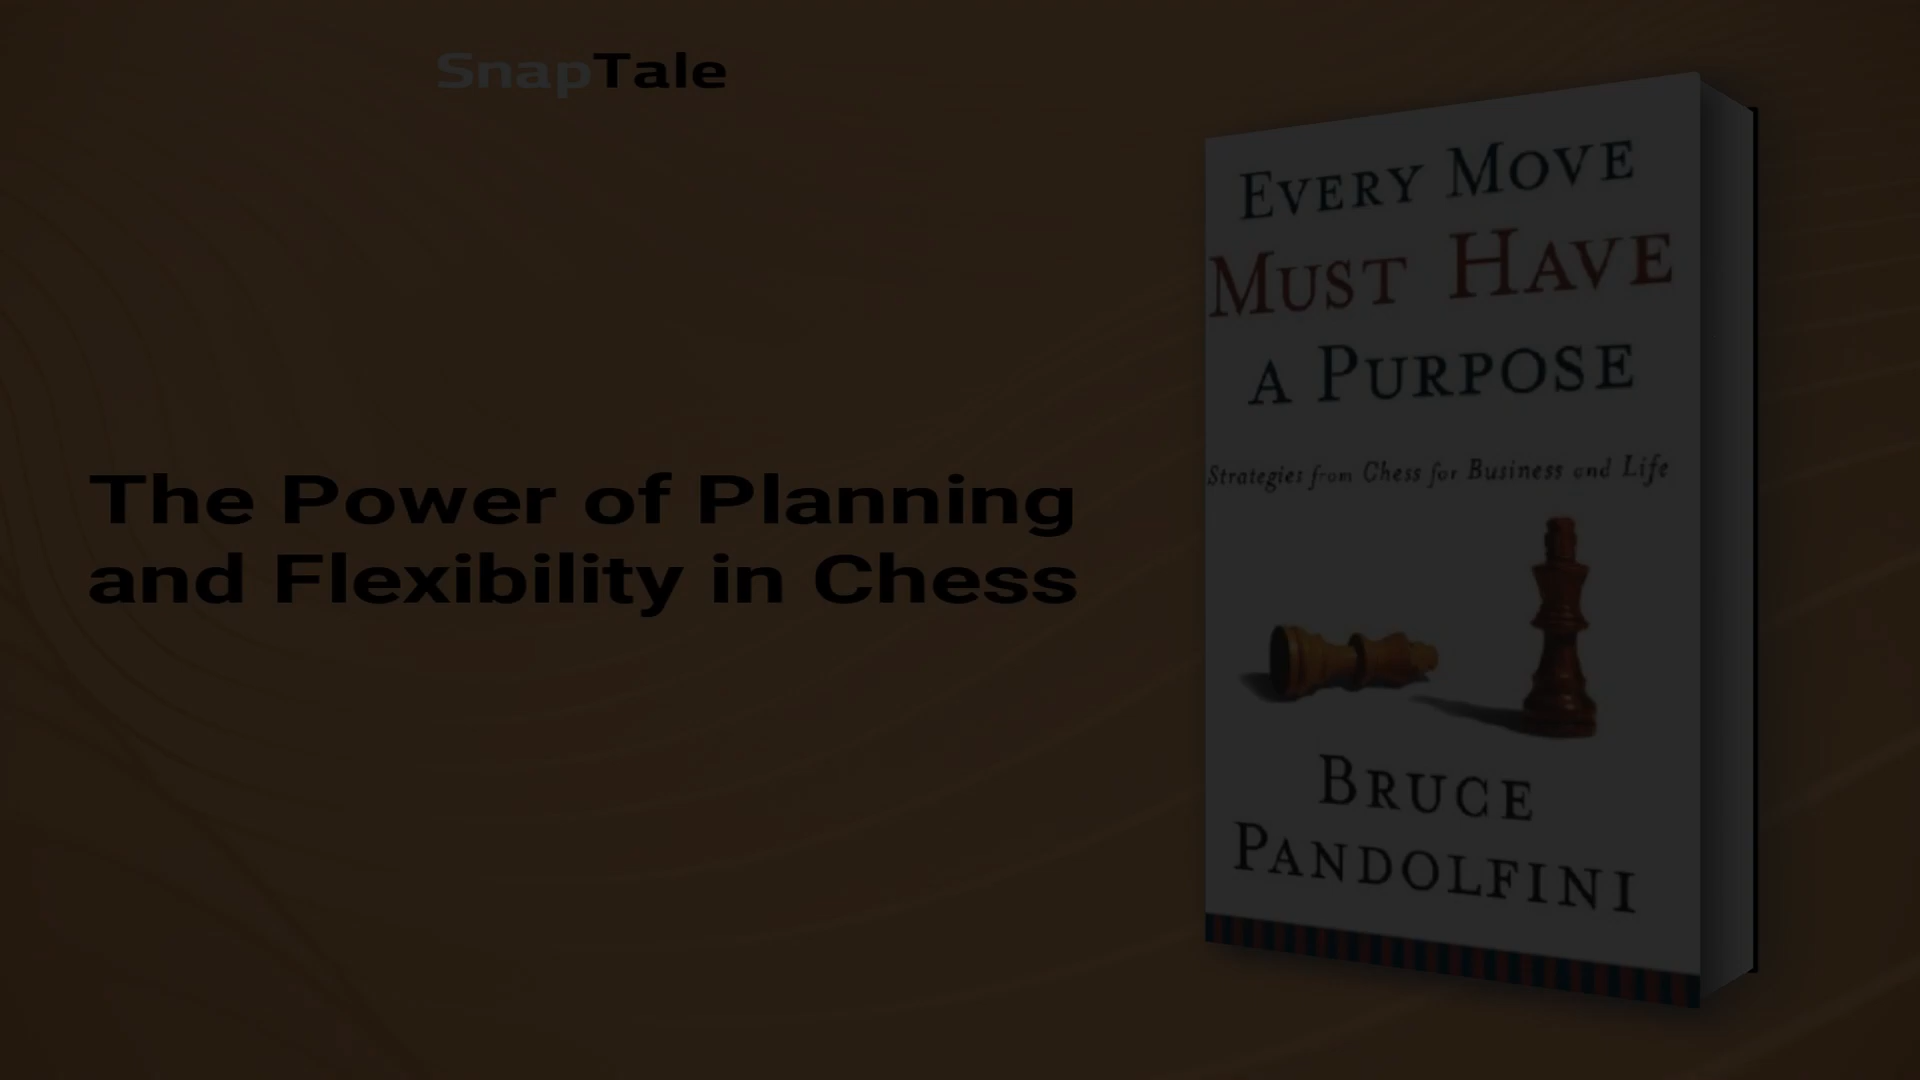 SnapTale
The Power of Planning
and Flexibility in Chess
EVERY MOVE
MUST HAVE
A PURPOSE
Strategies from Chess for Business and Life
BRUCE
PANDOLFINI